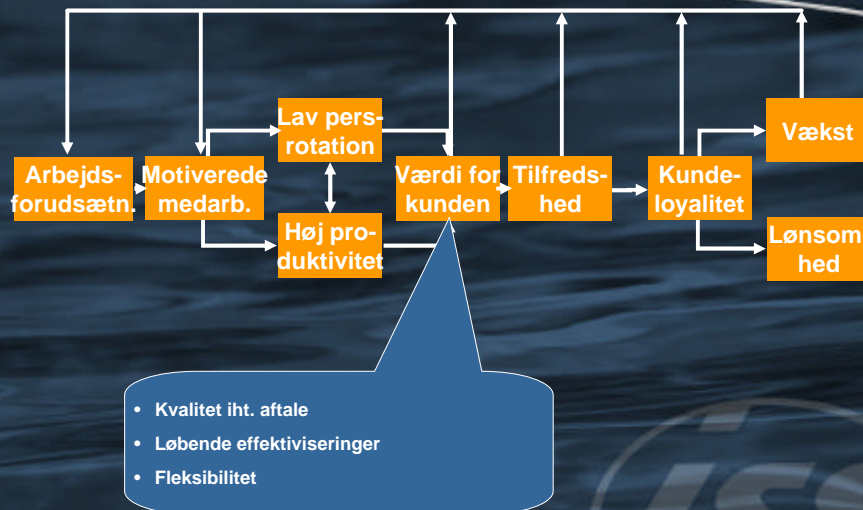 Lav pers-
rotation
Vækst
Arbejds-
forudsætn.
Motiverede
medarb.
Værdi for
kunden
Tilfreds-
hed
Kunde-
loyalitet
Høj pro-
duktivitet
Lønsom
hed
• Kvalitet iht. aftale
• Løbende effektiviseringer
• Fleksibilitet
iss